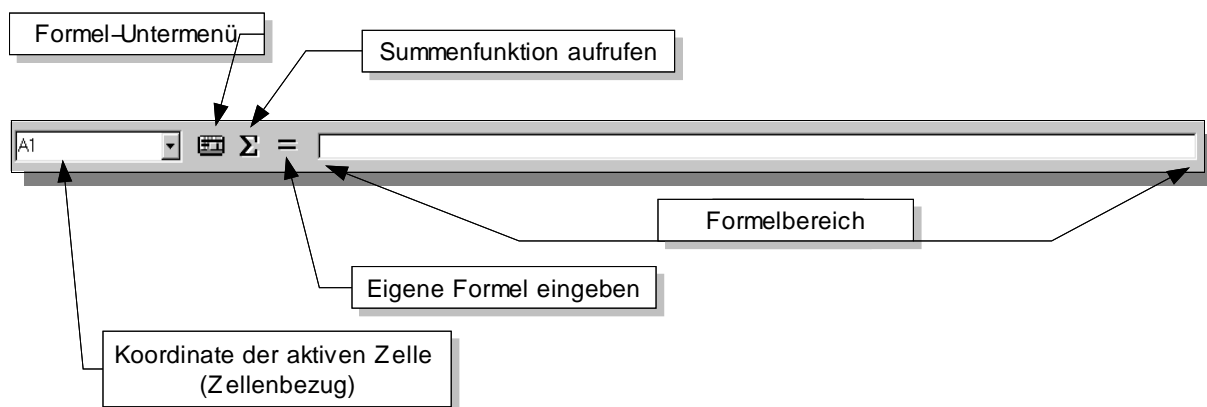 Formel-Untermenü
Summenfunktion aufrufen
A1
Σ =
Formelbereich
Eigene Formel eingeben
Koordinate der aktiven Zelle
(Zellenbezug)